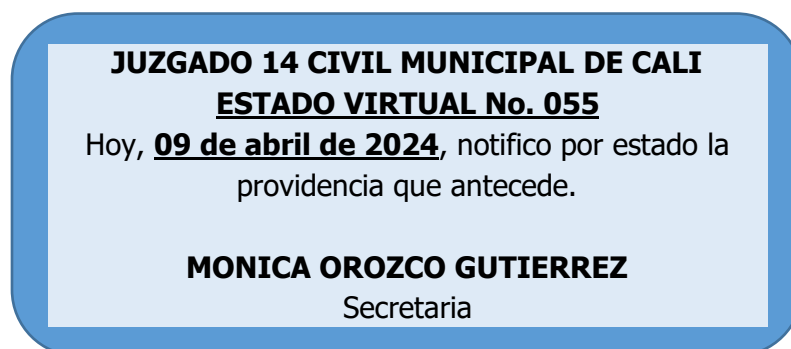 JUZGADO 14 CIVIL MUNICIPAL DE CALI
ESTADO VIRTUAL No. 055
Hoy, 09 de abril de 2024, notifico por estado la
providencia que antecede.
MONICA OROZCO GUTIERREZ
Secretaria